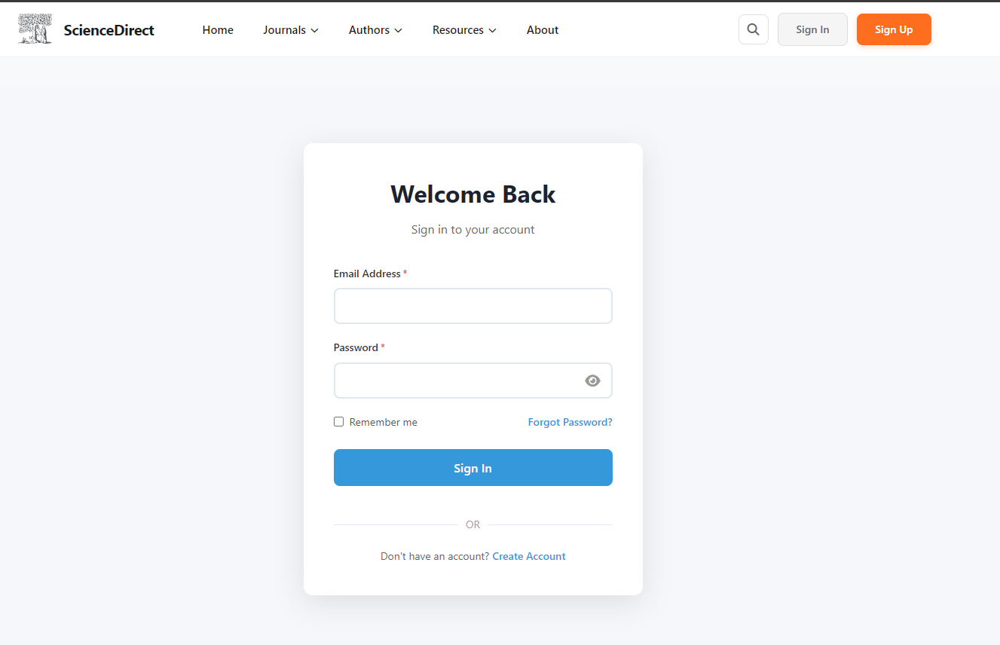 ScienceDirect Home Journals Authors Resources About Sign In Sign Up
Welcome Back
Sign in to your account
Email Address *
Password *
Remember me Forgot Password?
Sign In
OR
Don't have an account? Create Account